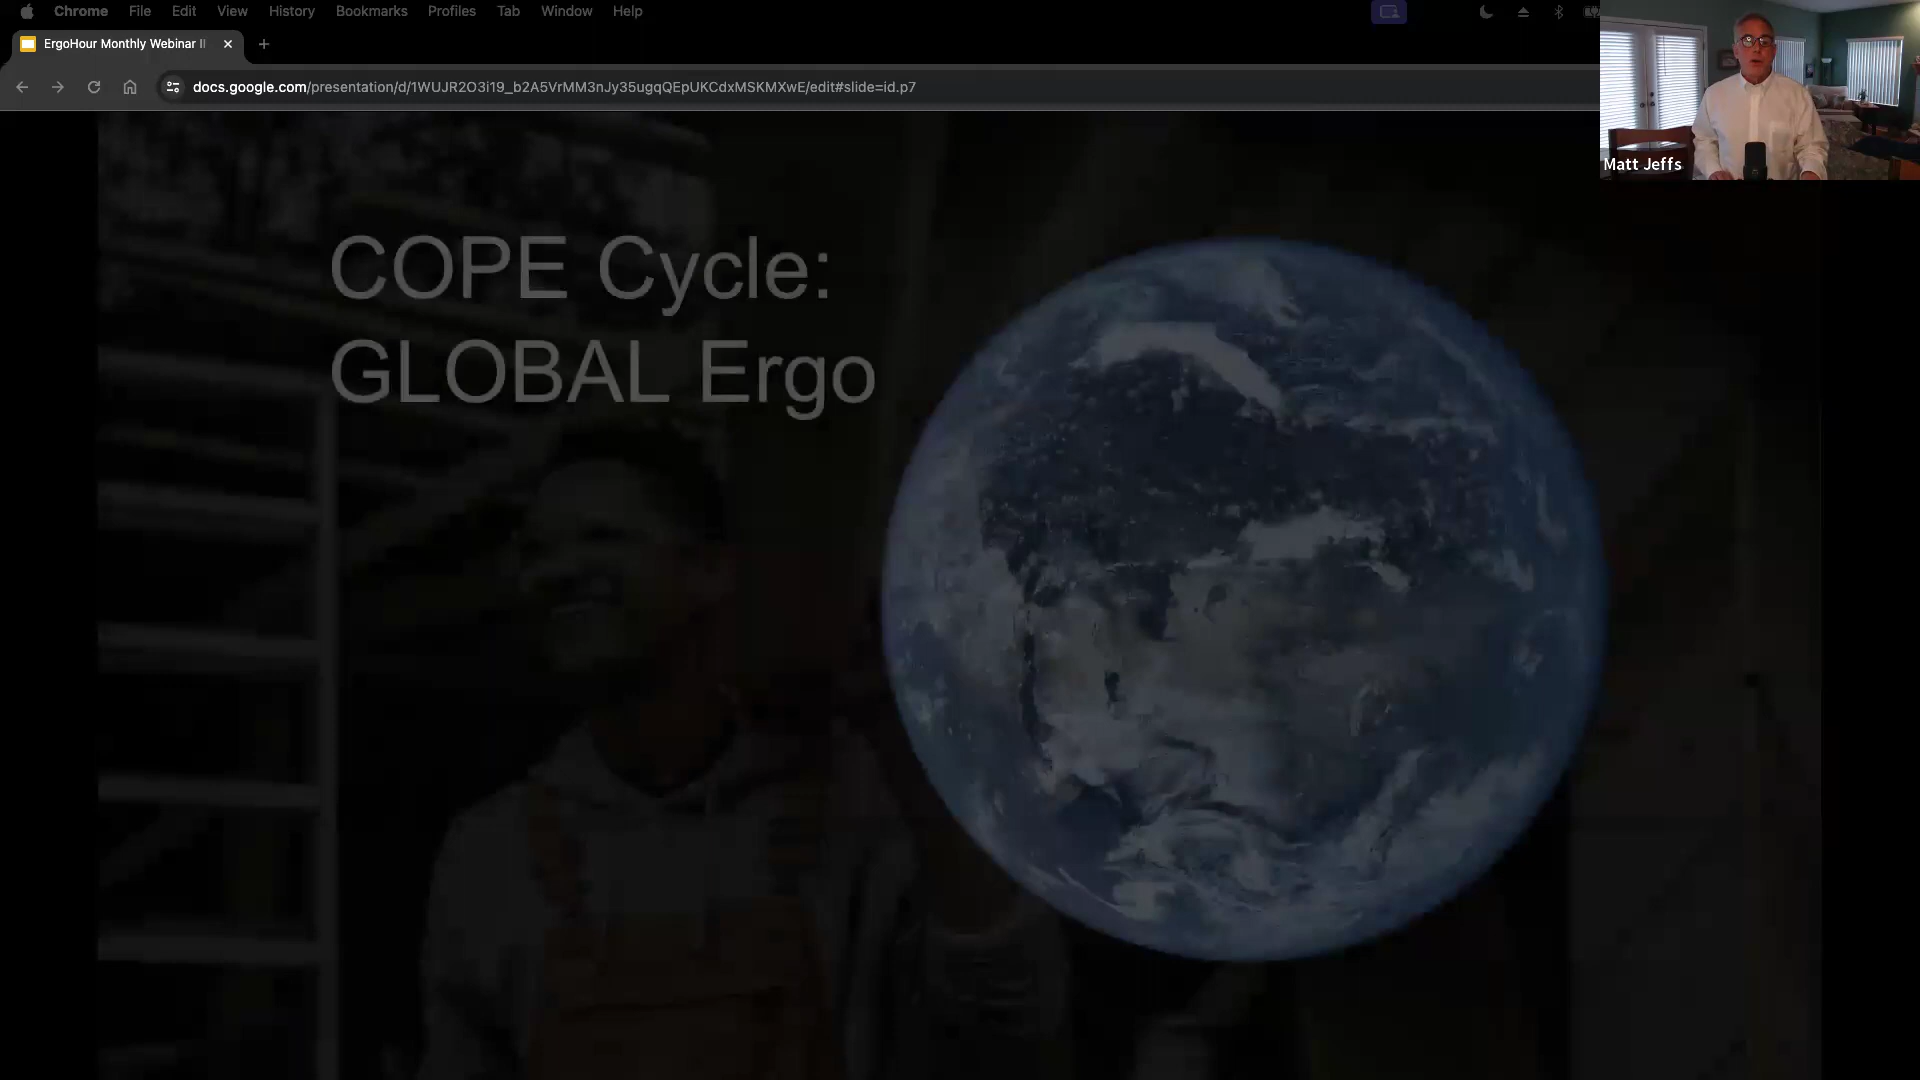 Chrome File Edit View History Bookmarks Profiles Tab Window Help
ErgoHour Monthly Webinar II
docs.google.com/presentation/d/1WUJR2O3i19_b2A5VrMM3nJy35ugqQEpUKCdxMSKMXwE/edit#slide=id.p7
Matt Jeffs
COPE Cycle:
GLOBAL Ergo